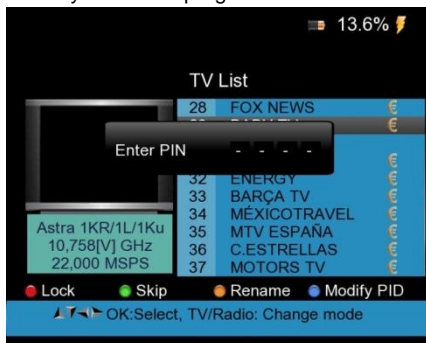 13.6%
TV List
28 FOX NEWS €
€
Enter PIN - - - -
€
32 ENERGY €
33 BARÇA TV €
34 MÉXICOTRAVEL €
35 MTV ESPAÑA €
36 C.ESTRELLAS €
37 MOTORS TV €
Astra 1KR/1L/1Ku
10,758[V] GHz
22,000 MSPS
Lock Skip Rename Modify PID
OK:Select, TV/Radio: Change mode